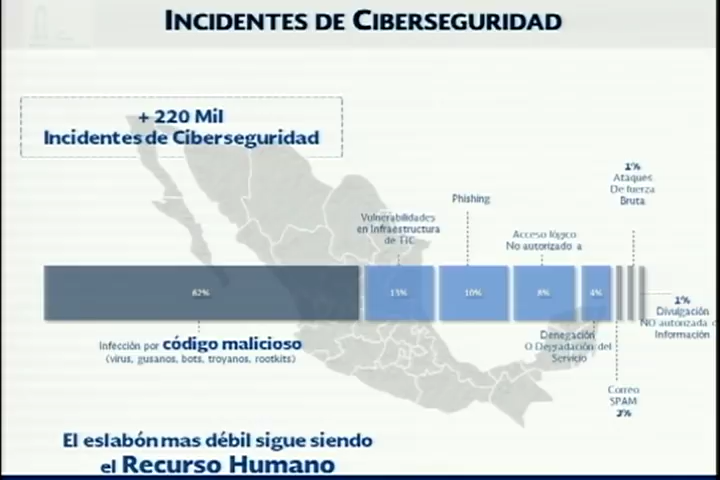 INCIDENTES DE CIBERSEGURIDAD
+ 220 Mil
Incidentes de Ciberseguridad
1%
Ataques
De fuerza
Bruta
Phishing
Vulnerabilidades
en Infraestructura
de TIC
Acceso lógico
No autorizado a
62%
13%
10%
8%
4%
1%
Divulgación
NO autorizada
Información
Infección por código malicioso
(virus, gusanos, bots, troyanos, rootkits)
Denegación
O Degradación del
Servicio
Correo
SPAM
El eslabón mas débil sigue siendo
el Recurso Humano